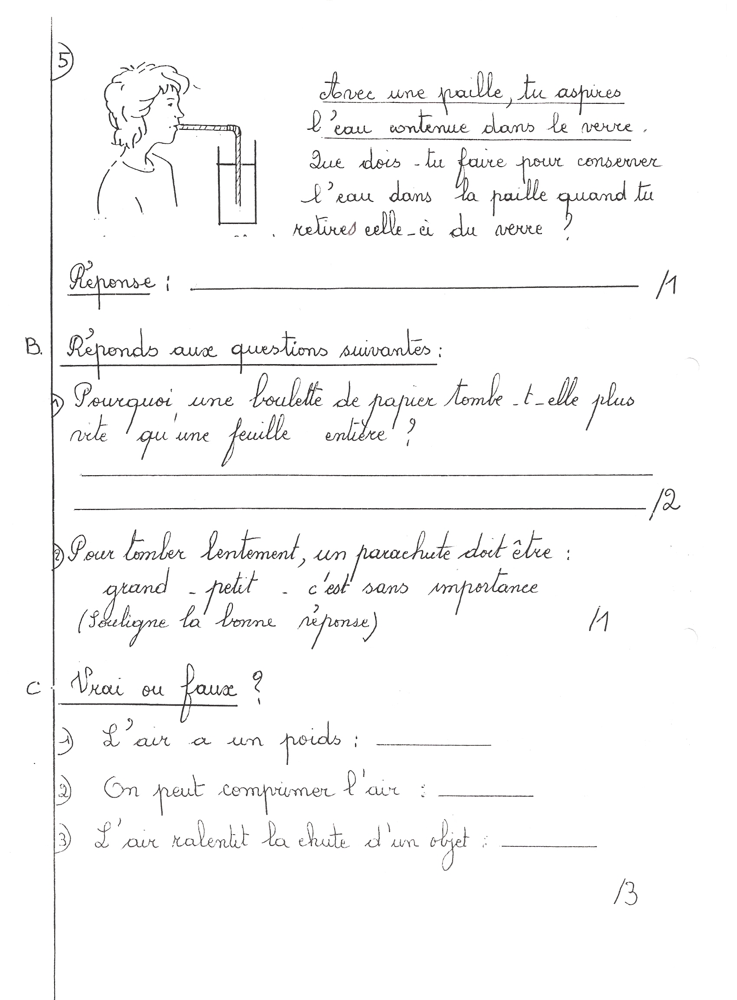 5)
Avec une paille, tu aspires
l'eau contenue dans le verre.
Que dois-tu faire pour conserver
l'eau dans la paille quand tu
retires celle-ci du verre ?
Réponse : /1
B. Réponds aux questions suivantes :
1) Pourquoi une boulette de papier tombe-t-elle plus
vite qu'une feuille entière ?
/2
2) Pour tomber lentement, un parachute doit être :
grand - petit - c'est sans importance
(Souligne la bonne réponse) /1
C. Vrai ou faux ?
1) L'air a un poids :
2) On peut comprimer l'air :
3) L'air ralentit la chute d'un objet :
/3